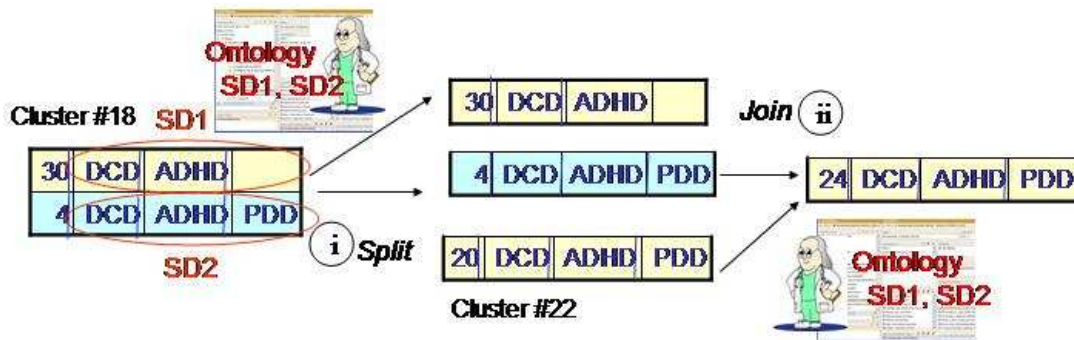 Ontology
SD1, SD2
Cluster #18 SD1
30 DCD ADHD
4 DCD ADHD PDD
SD2
i Split
30 DCD ADHD
Join ii
4 DCD ADHD PDD
20 DCD ADHD PDD
Cluster #22
24 DCD ADHD PDD
Ontology
SD1, SD2